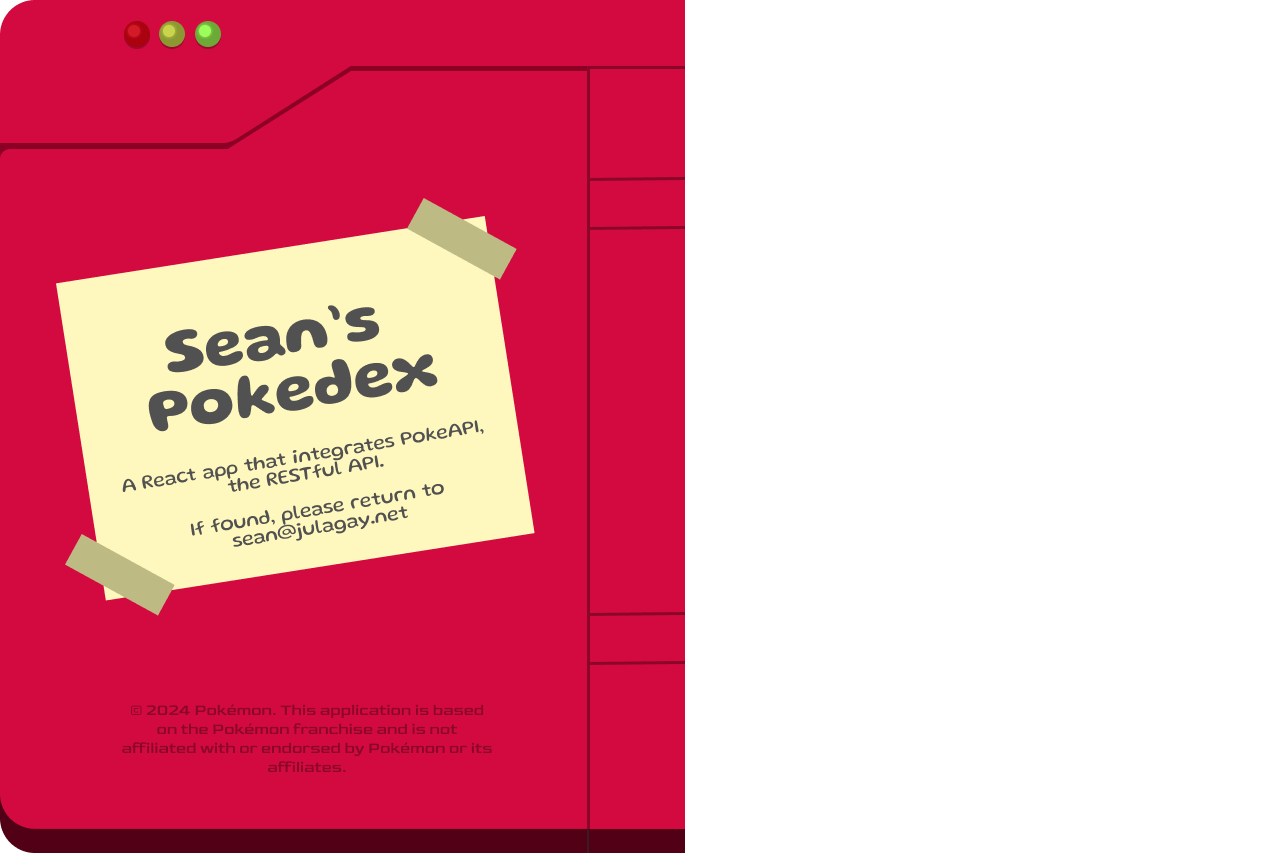 Sean's
Pokedex
A React app that integrates PokeAPI,
the RESTful API.
If found, please return to
sean@julagay.net
© 2024 Pokémon. This application is based
on the Pokémon franchise and is not
affiliated with or endorsed by Pokémon or its
affiliates.